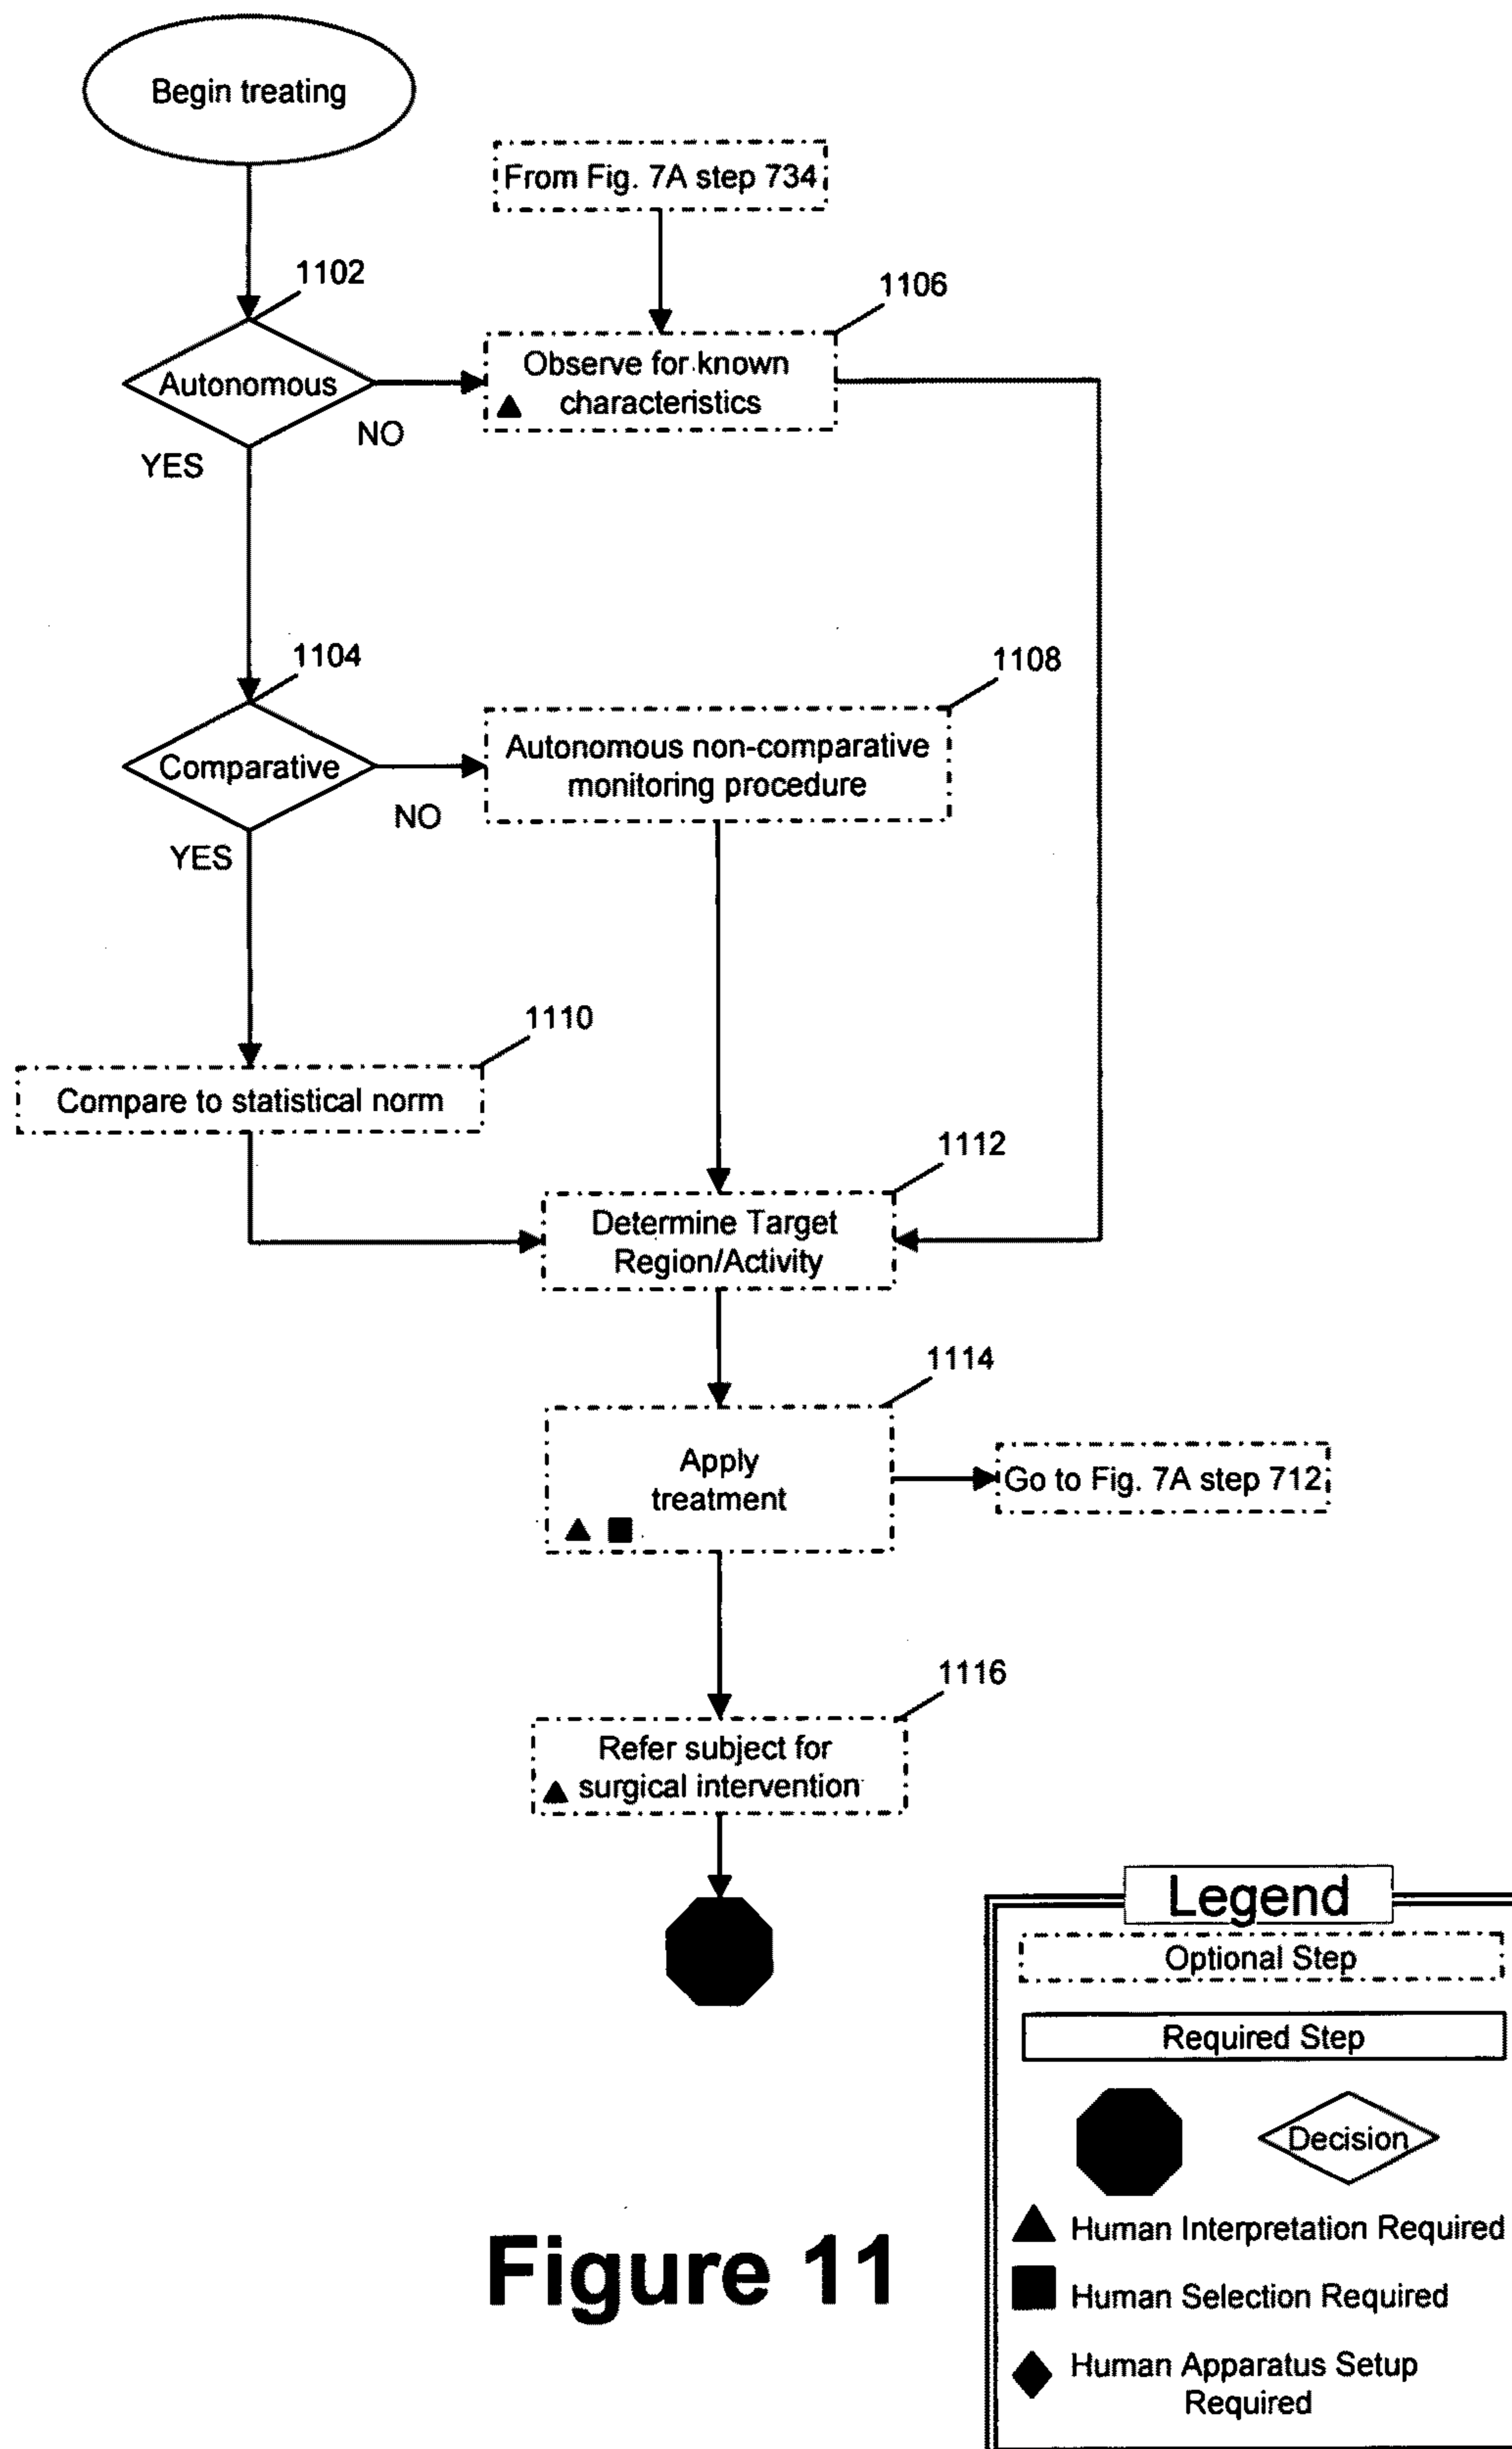 Begin treating
From Fig. 7A step 734
1102
1106
Autonomous
NO
YES
Observe for known
characteristics
1104
1108
Comparative
NO
YES
Autonomous non-comparative
monitoring procedure
1110
Compare to statistical norm
1112
Determine Target
Region/Activity
1114
Apply
treatment
Go to Fig. 7A step 712
1116
Refer subject for
surgical intervention
Legend
Optional Step
Required Step
Decision
Human Interpretation Required
Human Selection Required
Human Apparatus Setup
Required
Figure 11